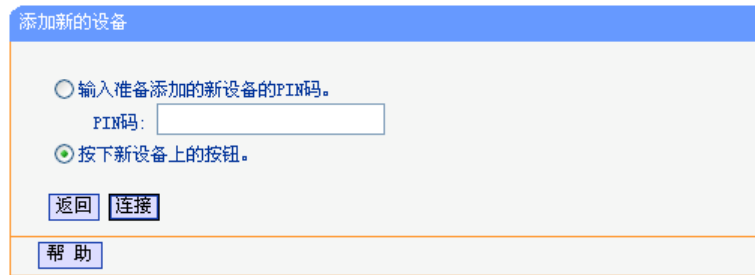 添加新的设备
输入准备添加的新设备的PIN码。
PIN码:
按下新设备上的按钮。
返回 连接
帮 助